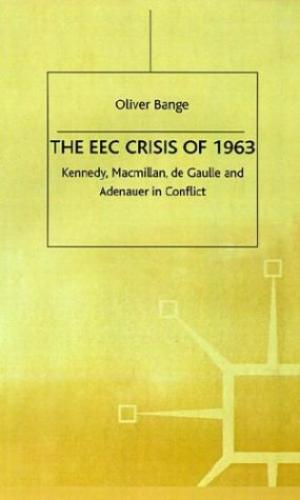 Oliver Bange
THE EEC CRISIS OF 1963
Kennedy, Macmillan, de Gaulle and
Adenauer in Conflict